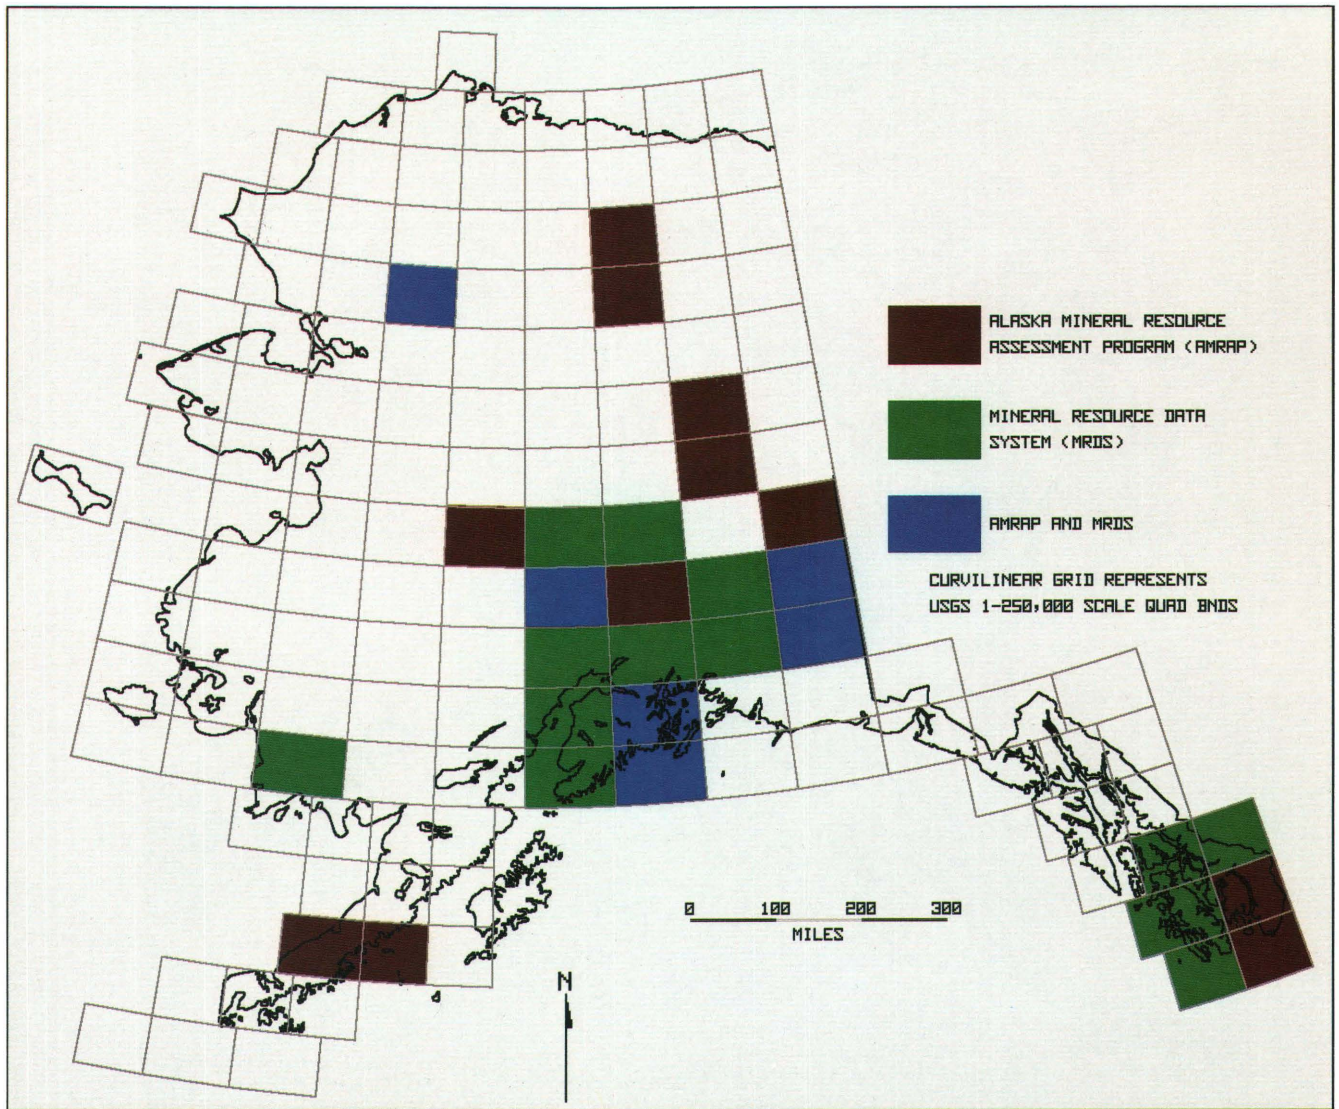 ALASKA MINERAL RESOURCE
ASSESSMENT PROGRAM (AMRAP)
MINERAL RESOURCE DATA
SYSTEM (MRDS)
AMRAP AND MRDS
CURVILINEAR GRID REPRESENTS
USGS 1-250,000 SCALE QUAD BNDS
0 100 200 300
MILES
N